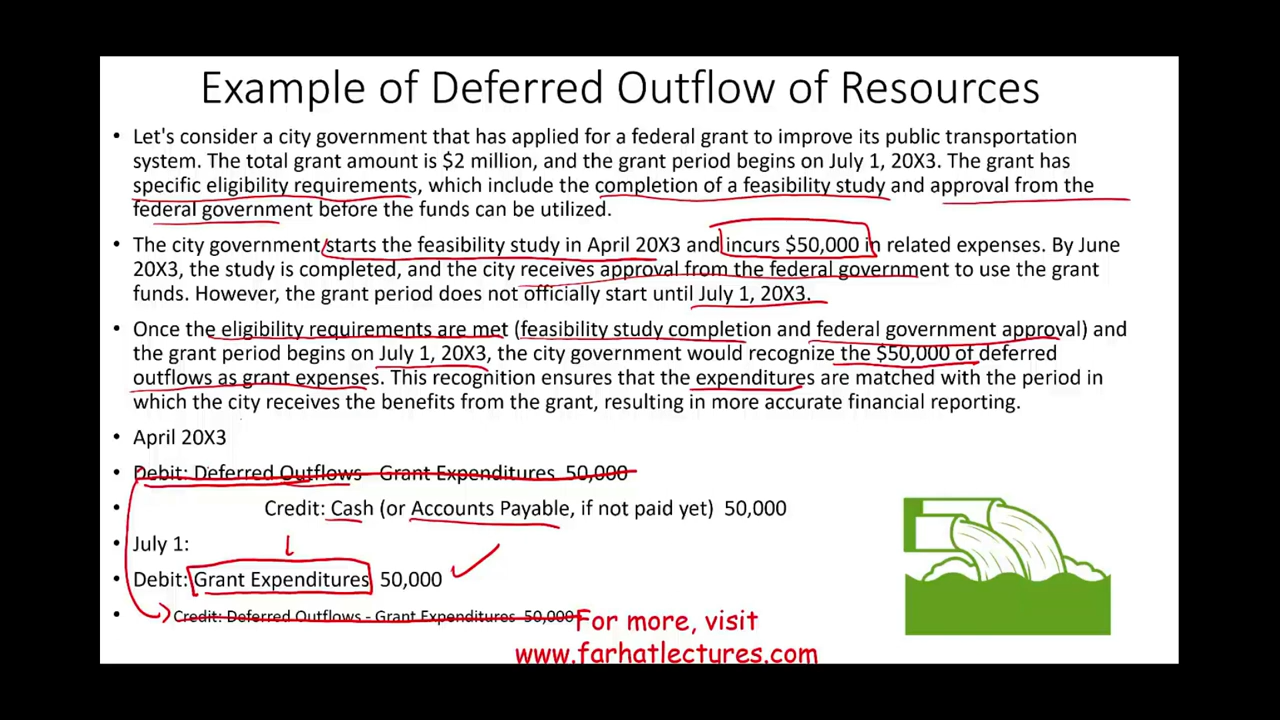 Example of Deferred Outflow of Resources
• Let's consider a city government that has applied for a federal grant to improve its public transportation
system. The total grant amount is $2 million, and the grant period begins on July 1, 20X3. The grant has
specific eligibility requirements, which include the completion of a feasibility study and approval from the
federal government before the funds can be utilized.
• The city government starts the feasibility study in April 20X3 and incurs $50,000 in related expenses. By June
20X3, the study is completed, and the city receives approval from the federal government to use the grant
funds. However, the grant period does not officially start until July 1, 20X3.
• Once the eligibility requirements are met (feasibility study completion and federal government approval) and
the grant period begins on July 1, 20X3, the city government would recognize the $50,000 of deferred
outflows as grant expenses. This recognition ensures that the expenditures are matched with the period in
which the city receives the benefits from the grant, resulting in more accurate financial reporting.
• April 20X3
• Debit: Deferred Outflows - Grant Expenditures 50,000
• Credit: Cash (or Accounts Payable, if not paid yet) 50,000
• July 1:
• Debit: Grant Expenditures 50,000
• Credit: Deferred Outflows - Grant Expenditures 50,000
For more, visit
www.farhatlectures.com